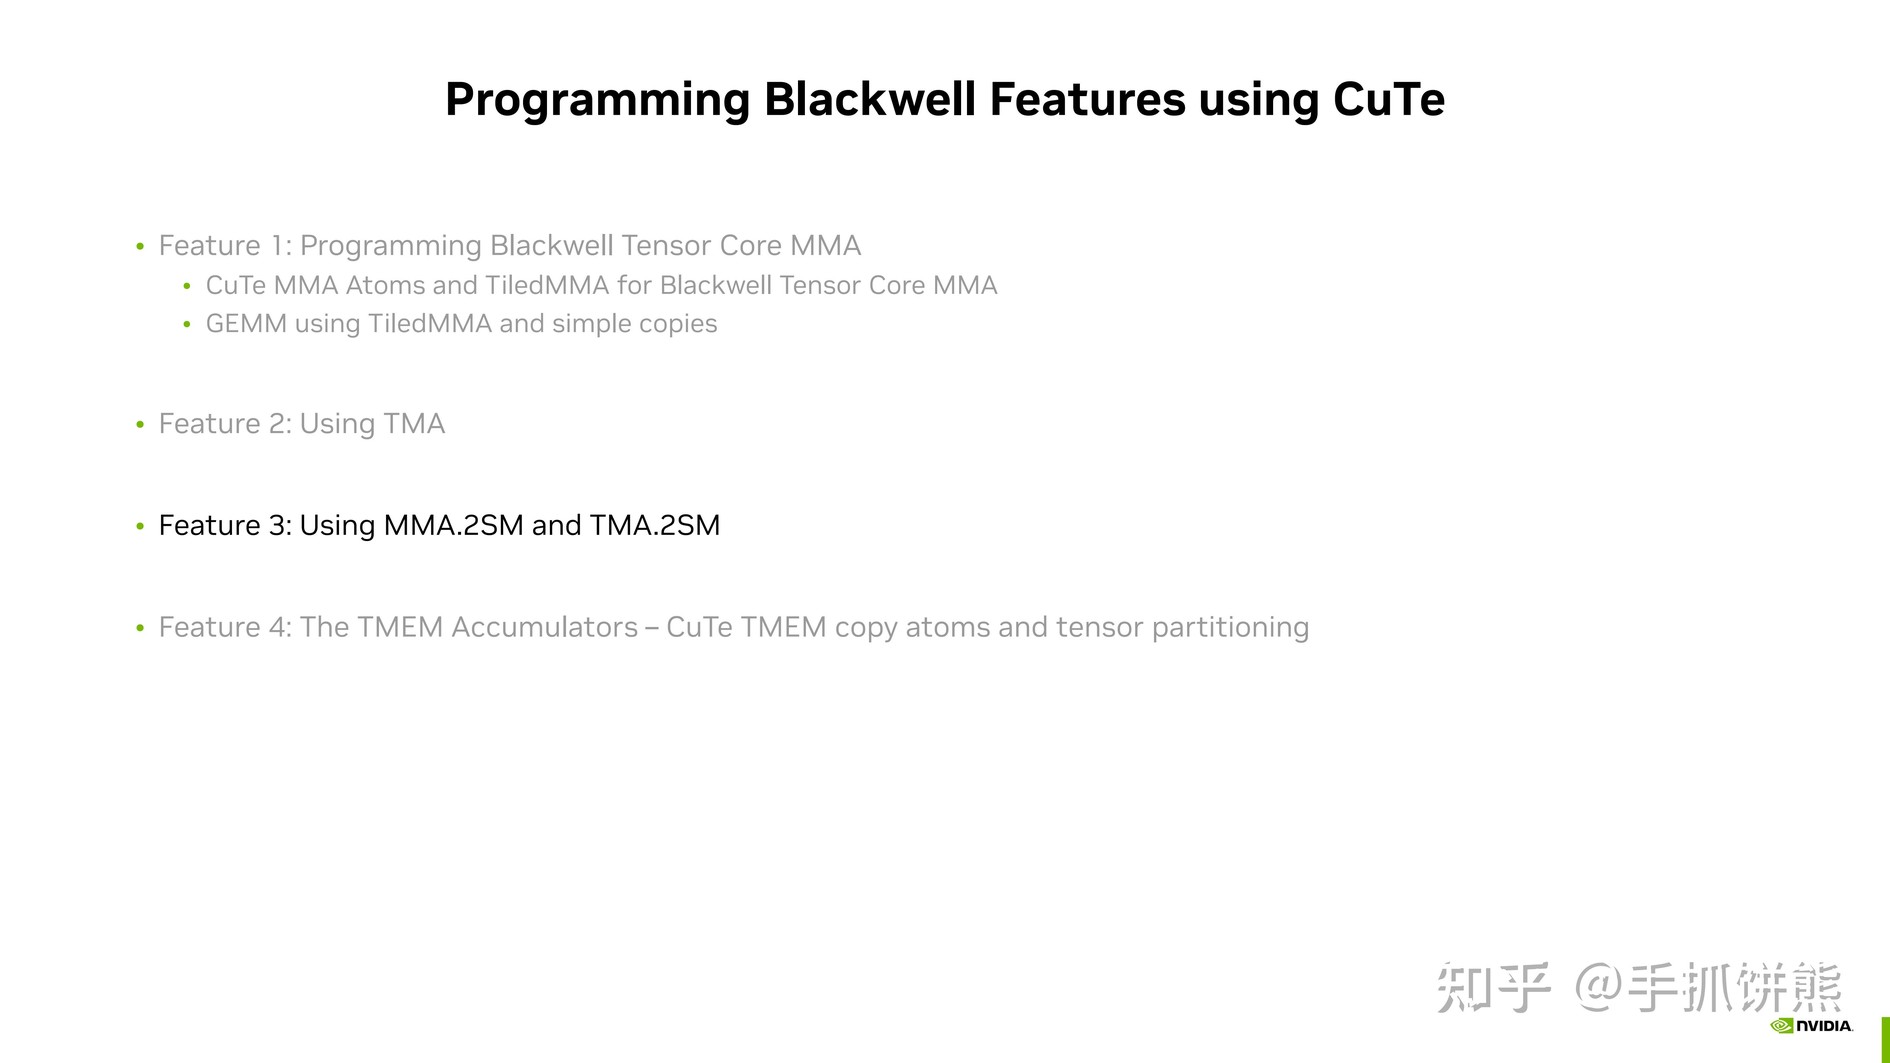 Programming Blackwell Features using CuTe
• Feature 1: Programming Blackwell Tensor Core MMA
• CuTe MMA Atoms and TiledMMA for Blackwell Tensor Core MMA
• GEMM using TiledMMA and simple copies
• Feature 2: Using TMA
• Feature 3: Using MMA.2SM and TMA.2SM
• Feature 4: The TMEM Accumulators – CuTe TMEM copy atoms and tensor partitioning
知乎 @手抓饼熊
NVIDIA.